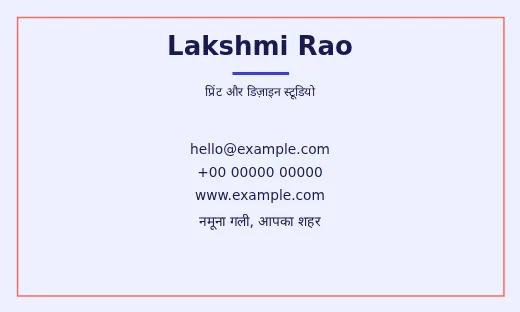 Lakshmi Rao
प्रिंट और डिज़ाइन स्टूडियो
hello@example.com
+00 00000 00000
www.example.com
नमूना गली, आपका शहर